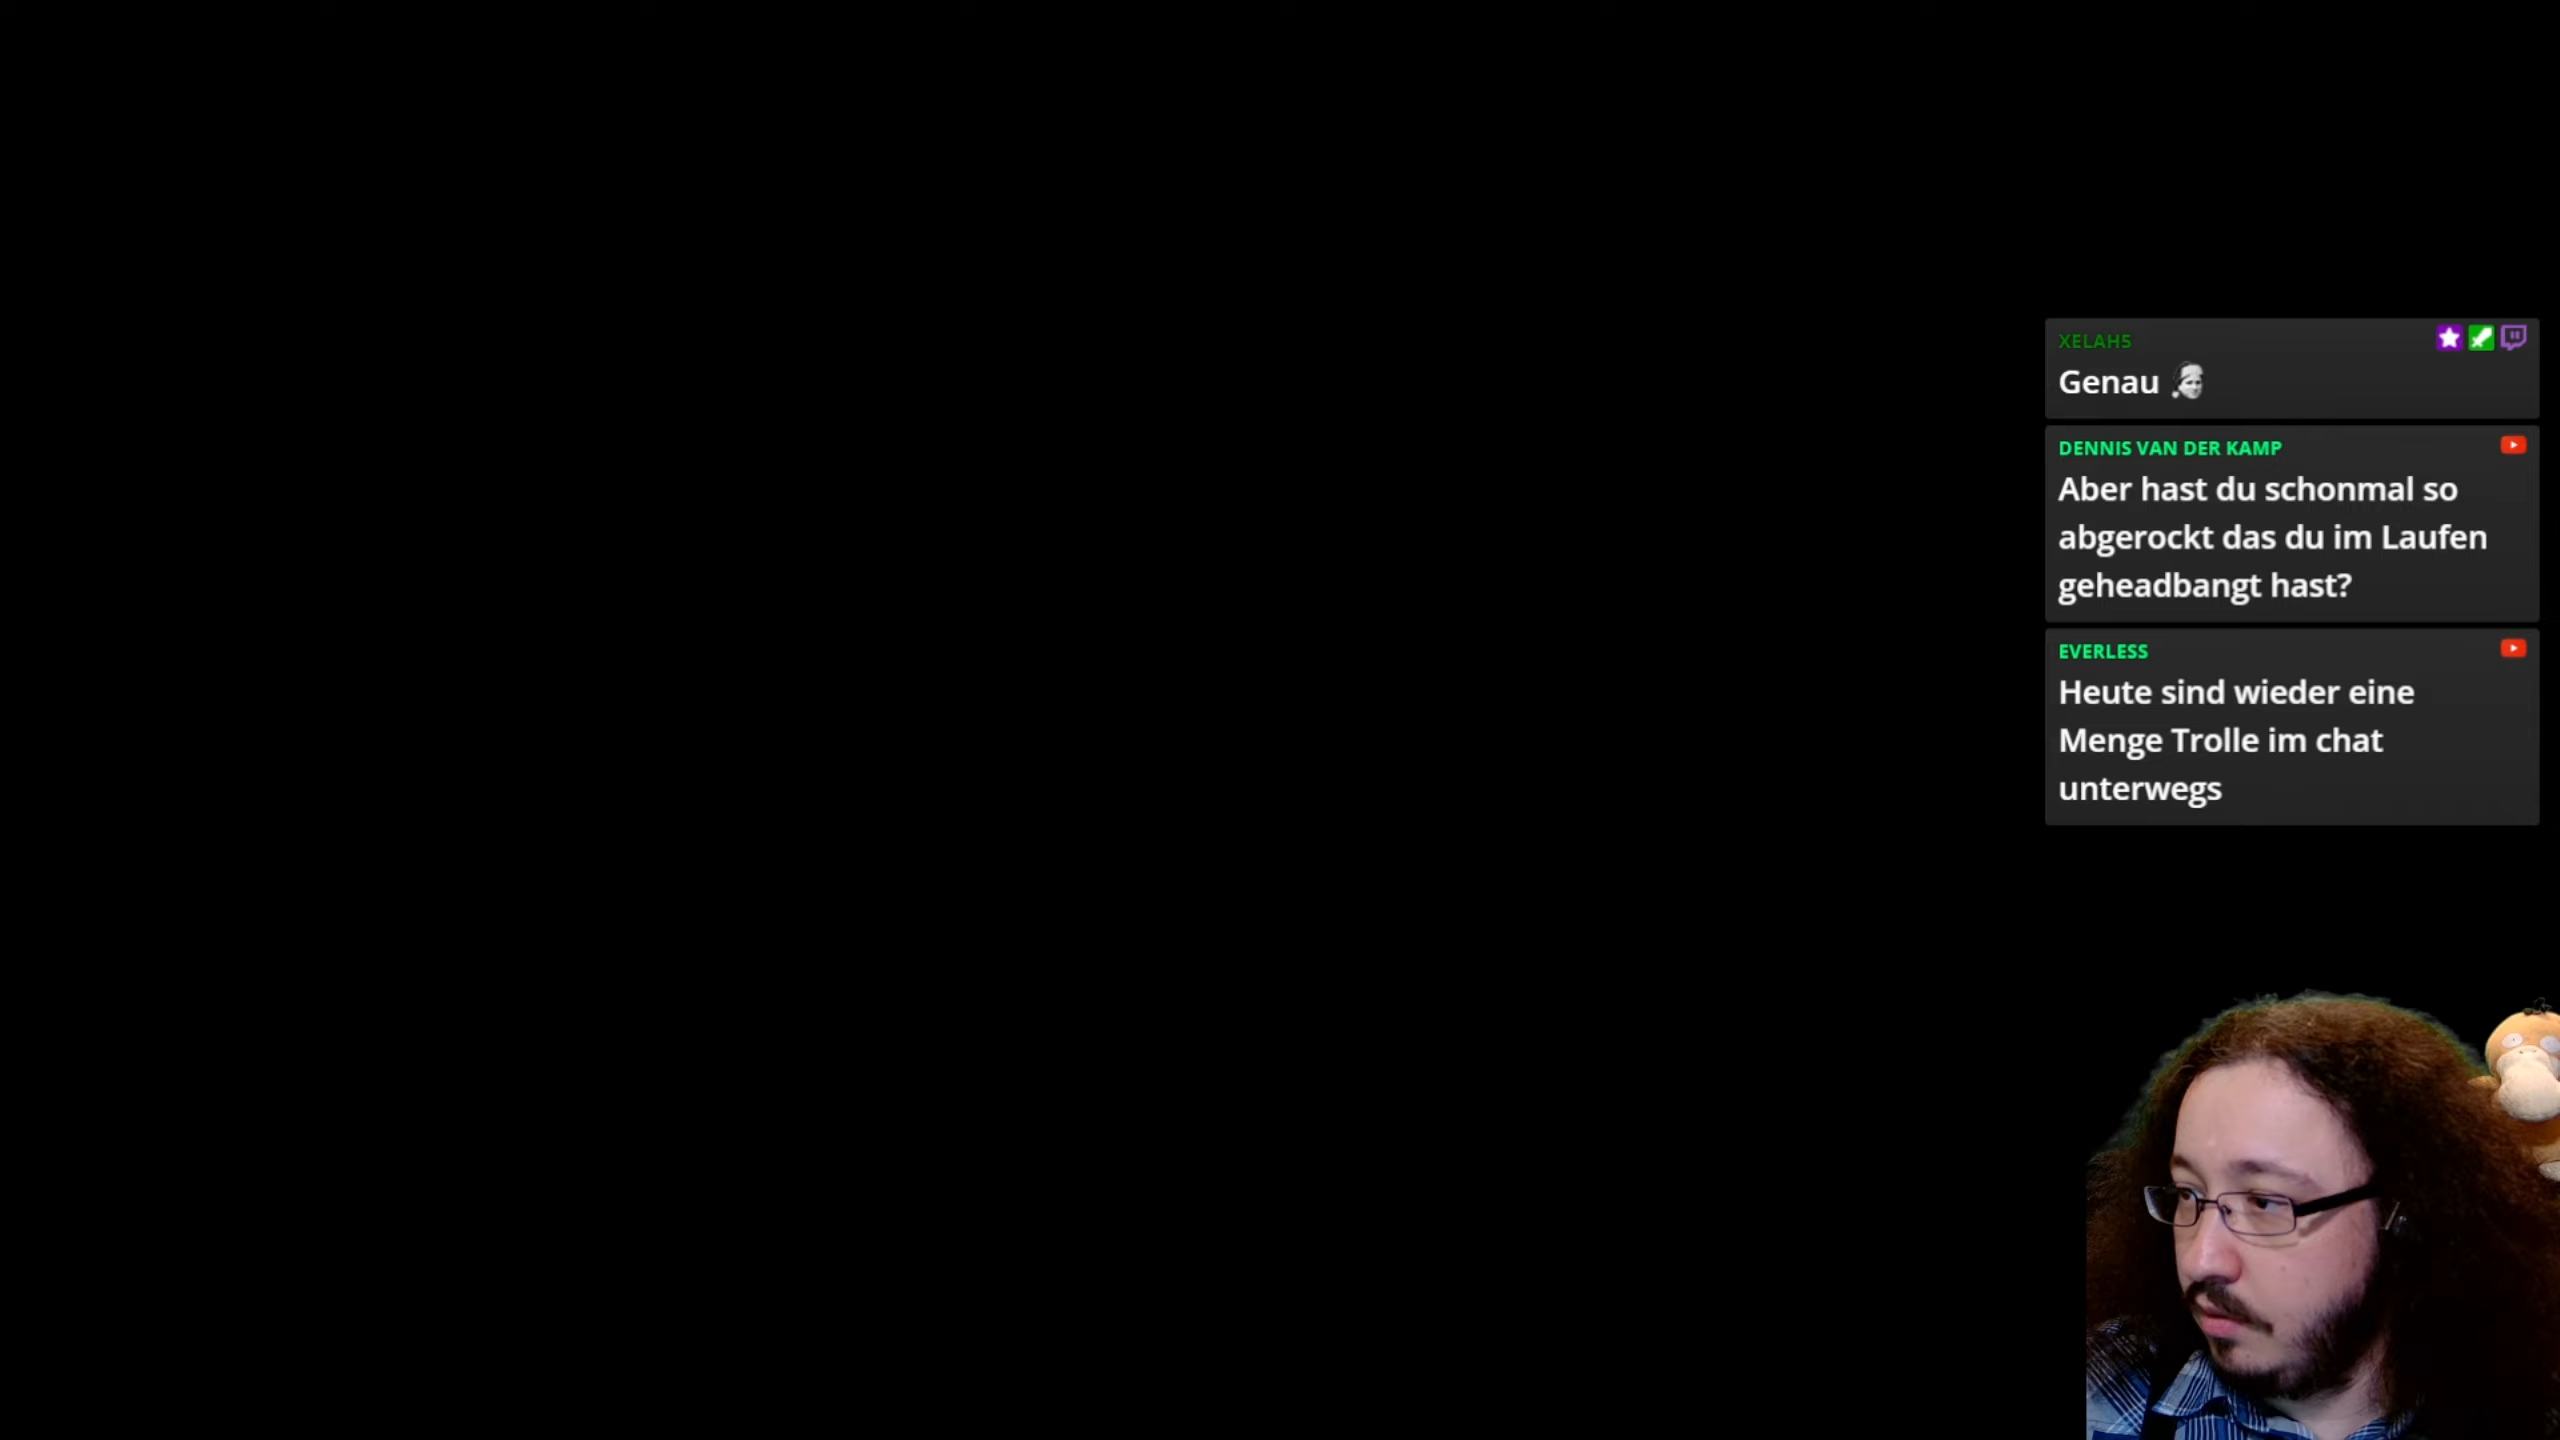 XELAH5
Genau
DENNIS VAN DER KAMP
Aber hast du schonmal so
abgerockt das du im Laufen
geheadbangt hast?
EVERLESS
Heute sind wieder eine
Menge Trolle im chat
unterwegs